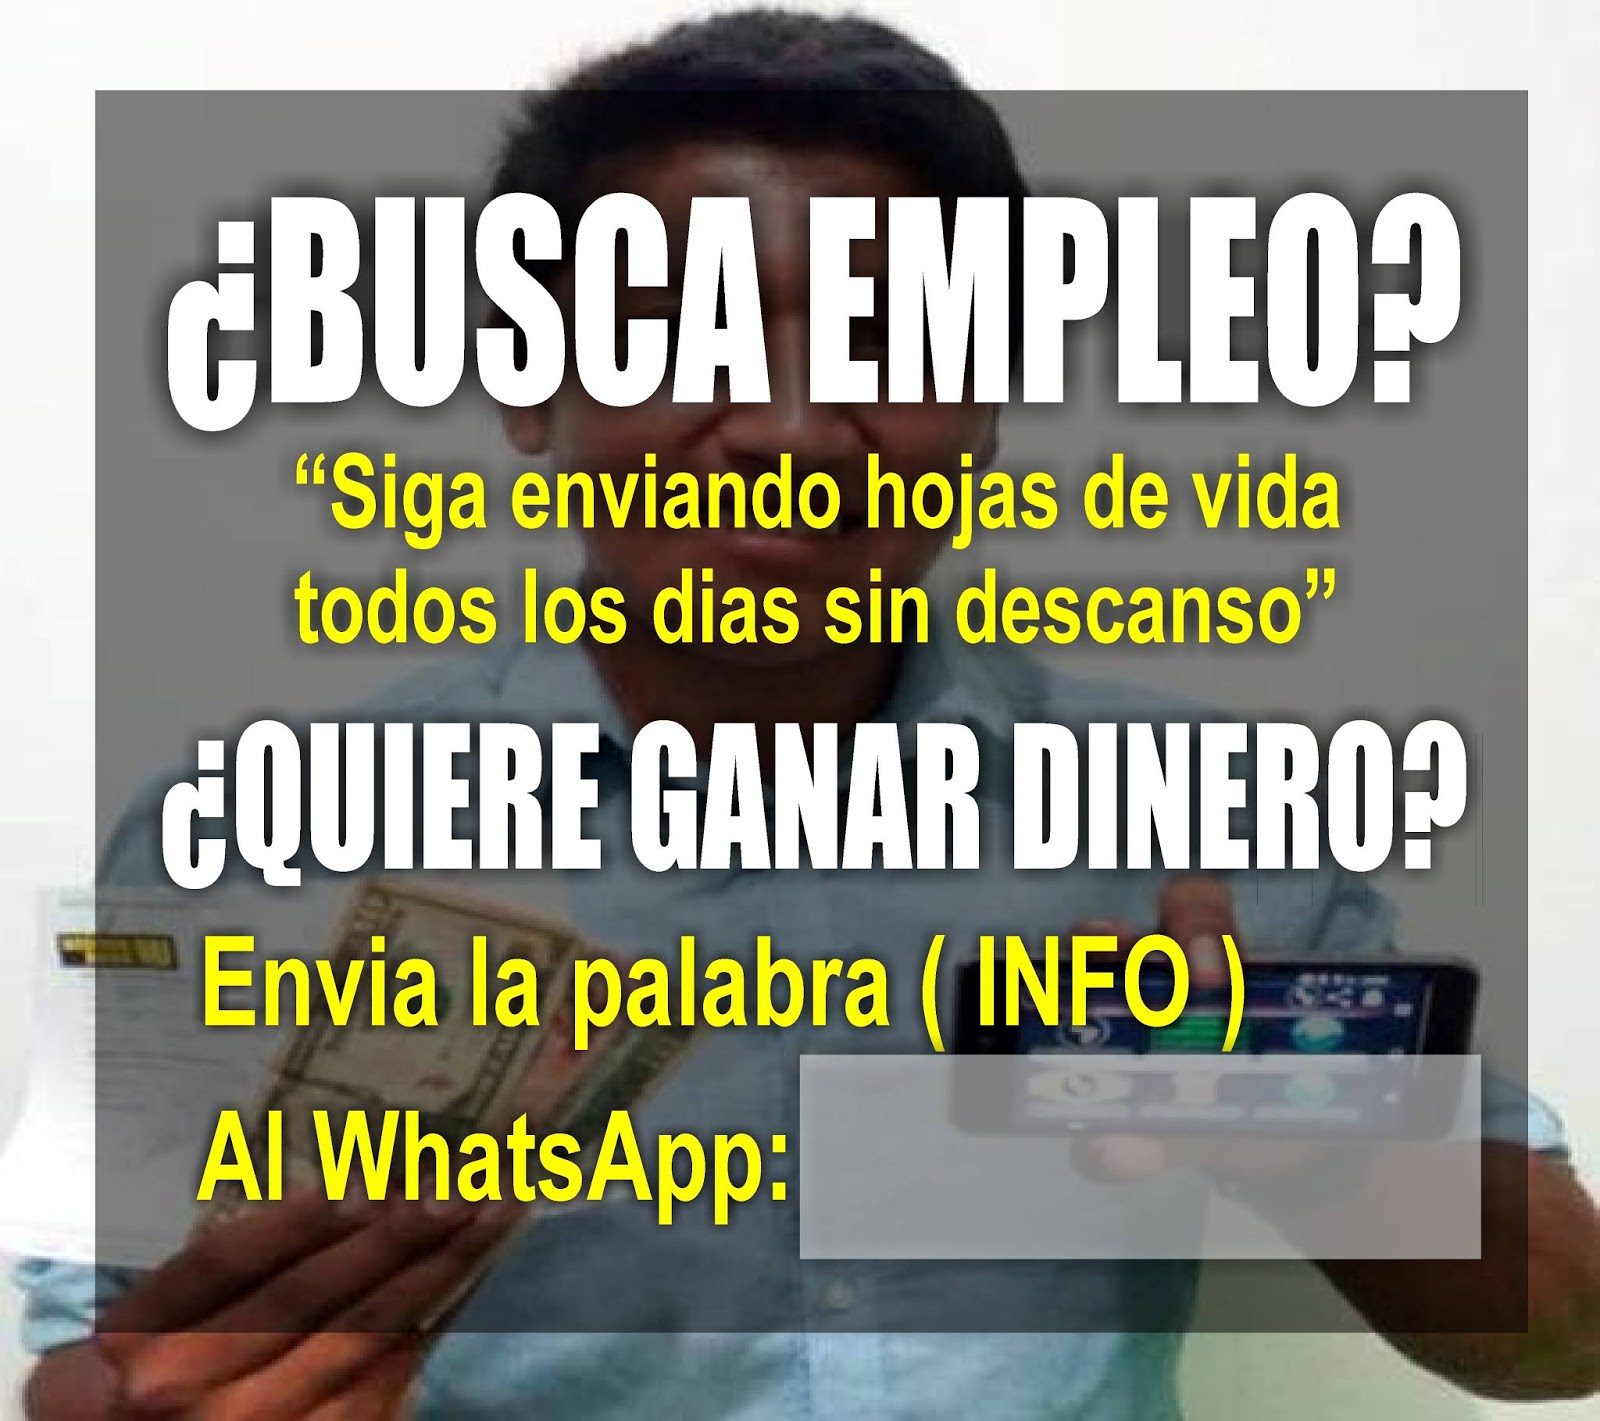 ¿BUSCA EMPLEO?
“Siga enviando hojas de vida
todos los dias sin descanso”
¿QUIERE GANAR DINERO?
Envia la palabra ( INFO )
Al WhatsApp: